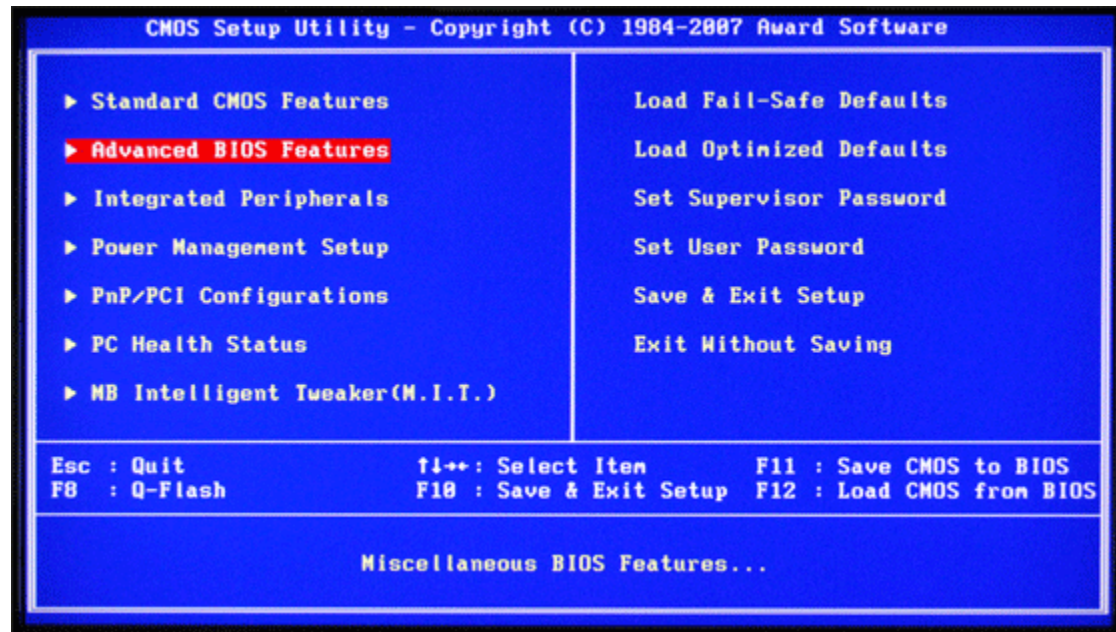 CMOS Setup Utility - Copyright (C) 1984-2007 Award Software
▶ Standard CMOS Features
▶ Advanced BIOS Features
▶ Integrated Peripherals
▶ Power Management Setup
▶ PnP/PCI Configurations
▶ PC Health Status
▶ MB Intelligent Tweaker(M.I.T.)
Load Fail-Safe Defaults
Load Optimized Defaults
Set Supervisor Password
Set User Password
Save & Exit Setup
Exit Without Saving
Esc : Quit ↑↓→←: Select Item F11 : Save CMOS to BIOS
F8 : Q-Flash F10 : Save & Exit Setup F12 : Load CMOS from BIOS
Miscellaneous BIOS Features...